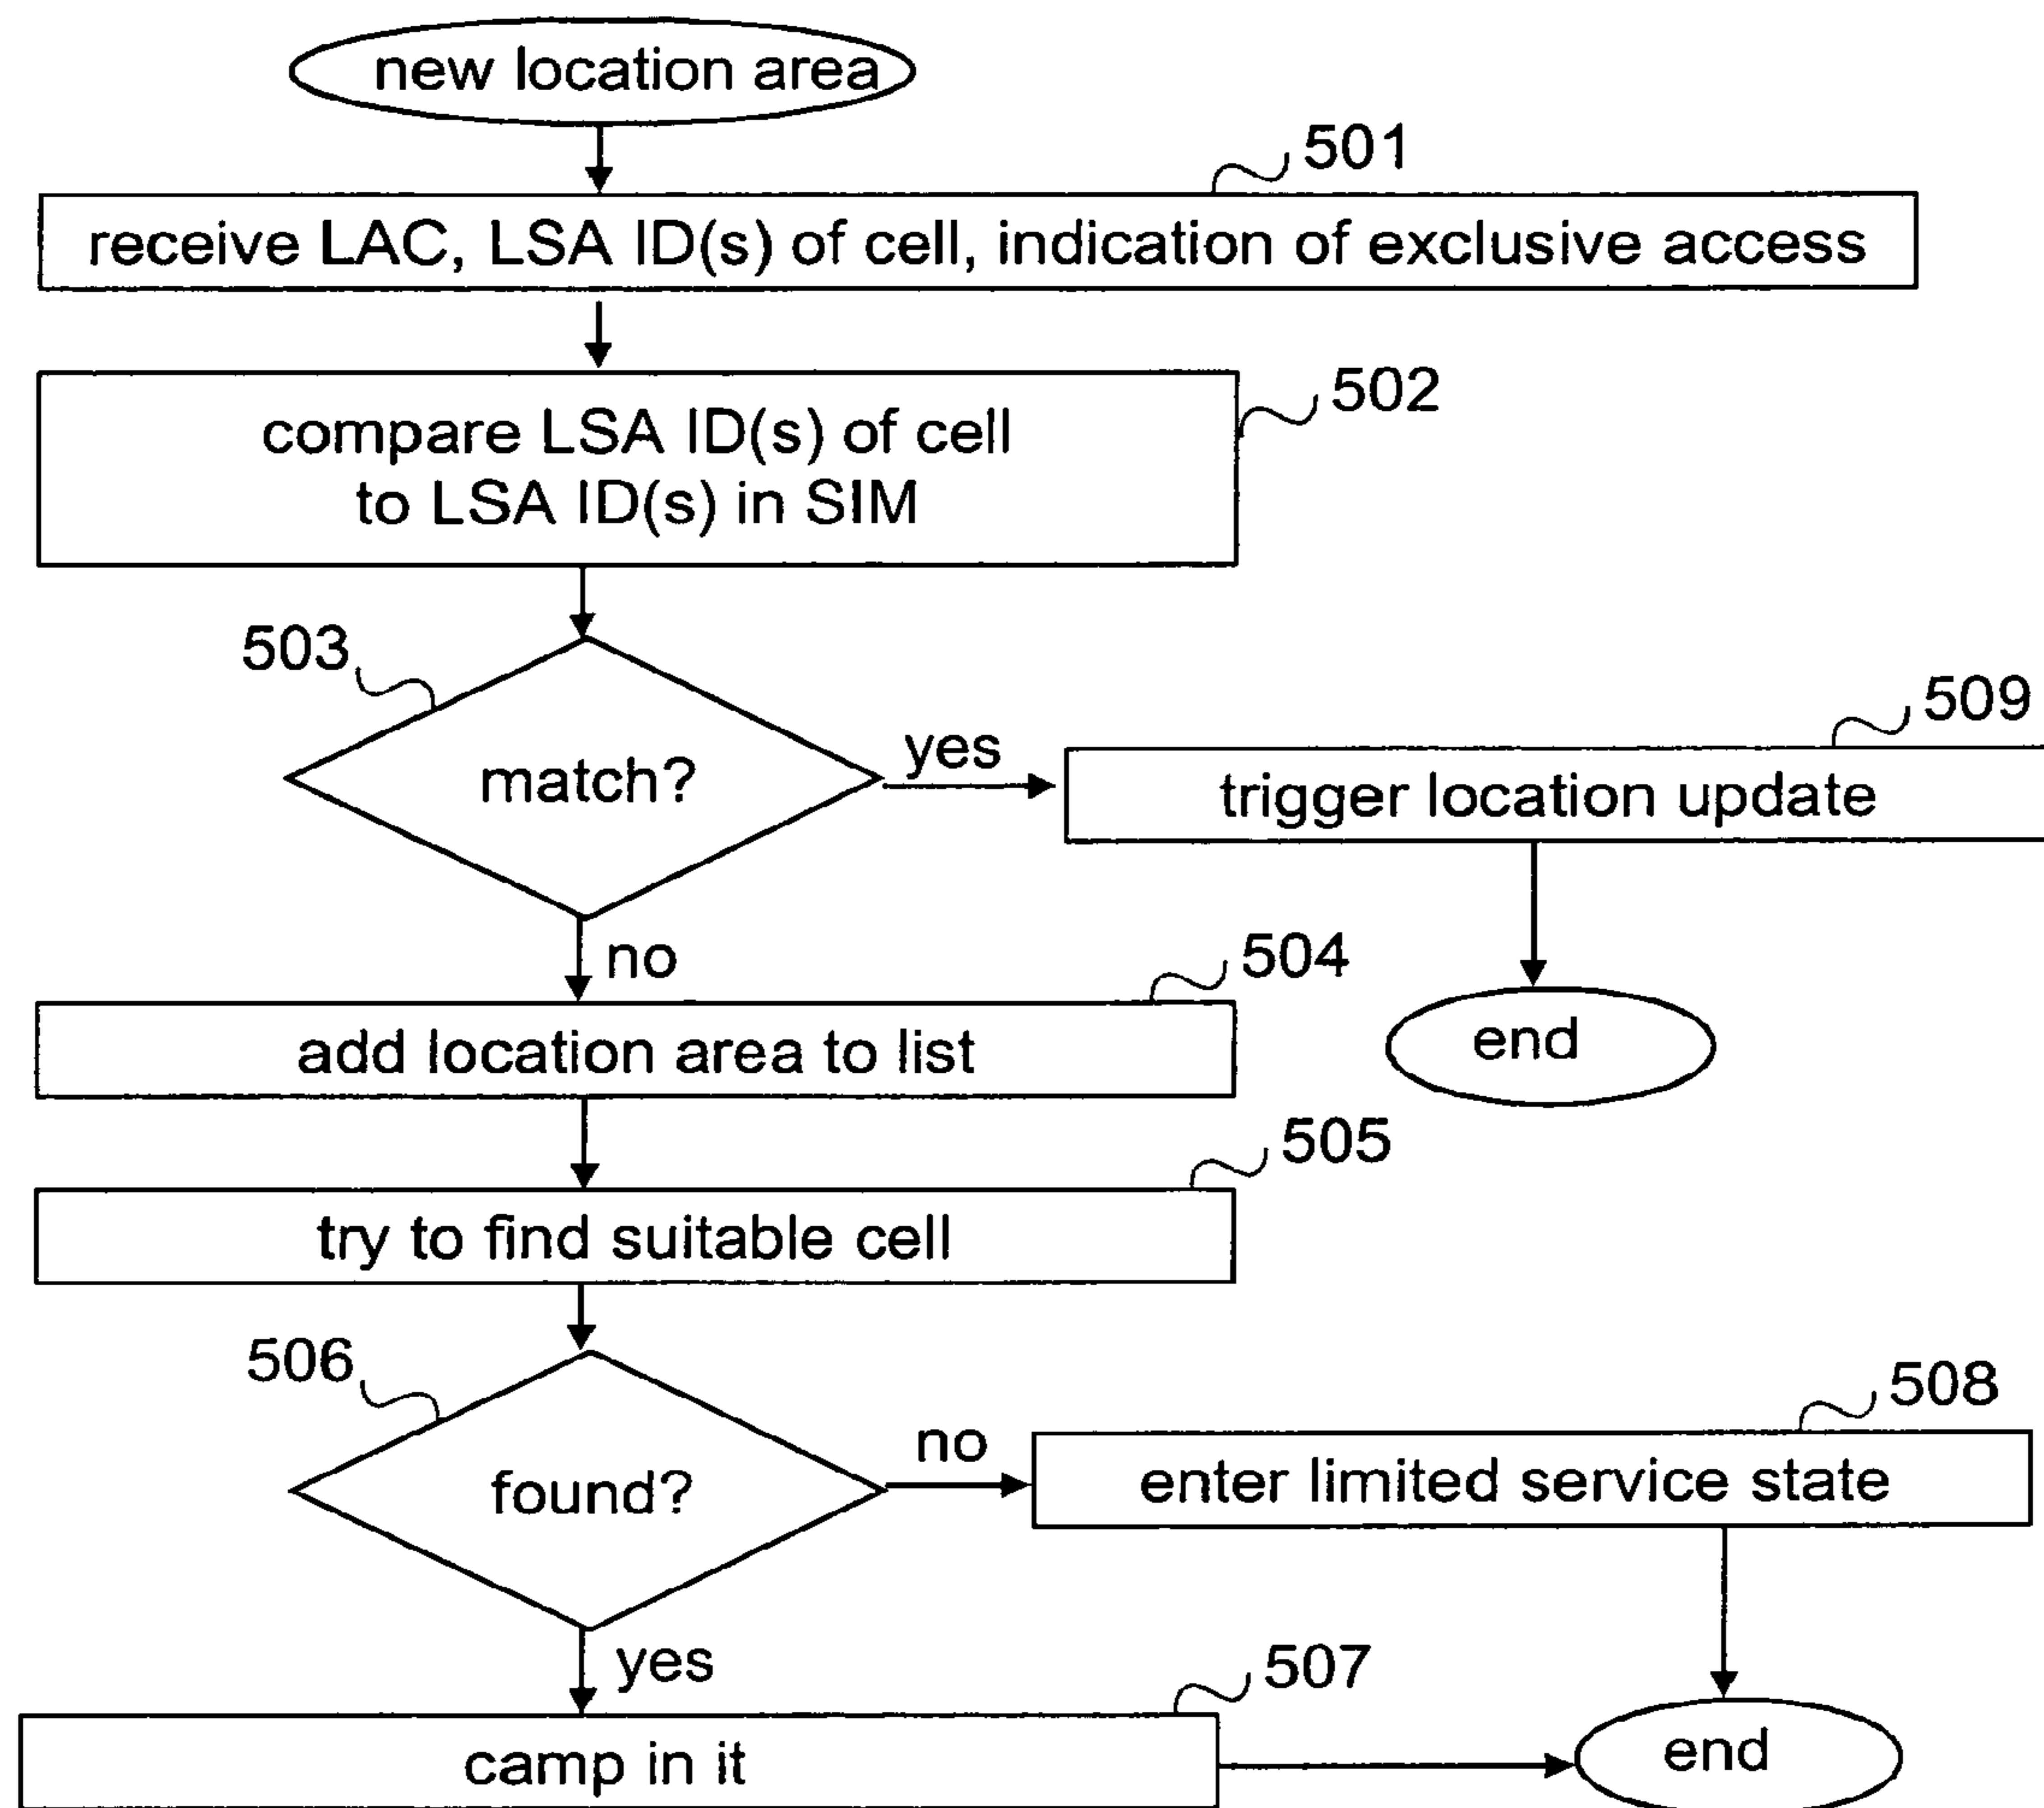 new location area
501
receive LAC, LSA ID(s) of cell, indication of exclusive access
502
compare LSA ID(s) of cell
to LSA ID(s) in SIM
503
match?
yes
509
trigger location update
no
504
add location area to list
end
505
try to find suitable cell
506
found?
no
508
enter limited service state
yes
507
camp in it
end